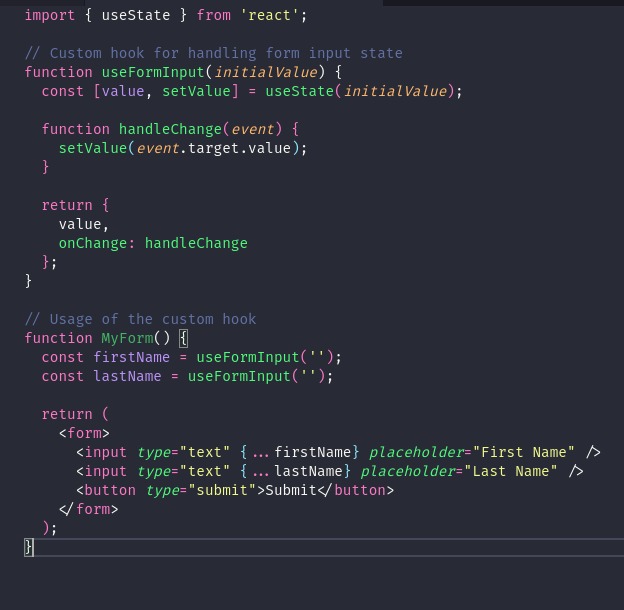 import { useState } from 'react';

// Custom hook for handling form input state
function useFormInput(initialValue) {
  const [value, setValue] = useState(initialValue);

  function handleChange(event) {
    setValue(event.target.value);
  }

  return {
    value,
    onChange: handleChange
  };
}

// Usage of the custom hook
function MyForm() {
  const firstName = useFormInput('');
  const lastName = useFormInput('');

  return (
    <form>
      <input type="text" {...firstName} placeholder="First Name" />
      <input type="text" {...lastName} placeholder="Last Name" />
      <button type="submit">Submit</button>
    </form>
  );
}